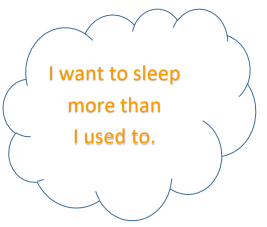 I want to sleep
more than
I used to.